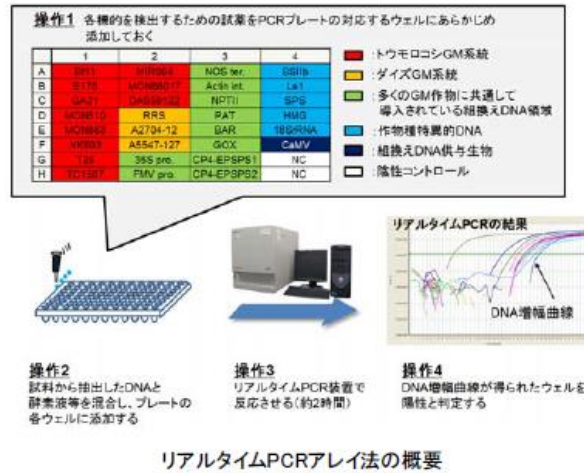 操作1 各標的を検出するための試薬をPCRプレートの対応するウェルにあらかじめ
添加しておく
1 2 3 4
A Bt11 MIR604 NOS ter. SSIIb
B E176 MON88017 Actin int. Le1
C GA21 DAS59122 NPTII SPS
D MON810 RRS PAT HMG
E MON863 A2704-12 BAR 18SrRNA
F NK603 A5547-127 GOX CaMV
G T25 35S pro. CP4-EPSPS1 NC
H TC1507 FMV pro. CP4-EPSPS2 NC
:トウモロコシGM系統
:ダイズGM系統
:多くのGM作物に共通して
導入されている組換えDNA領域
:作物種特異的DNA
:組換えDNA供与生物
:陰性コントロール
リアルタイムPCRの結果
DNA増幅曲線
操作2
試料から抽出したDNAと
酵素液等を混合し、プレートの
各ウェルに添加する
操作3
リアルタイムPCR装置で
反応させる(約2時間)
操作4
DNA増幅曲線が得られたウェルを
陽性と判定する
リアルタイムPCRアレイ法の概要